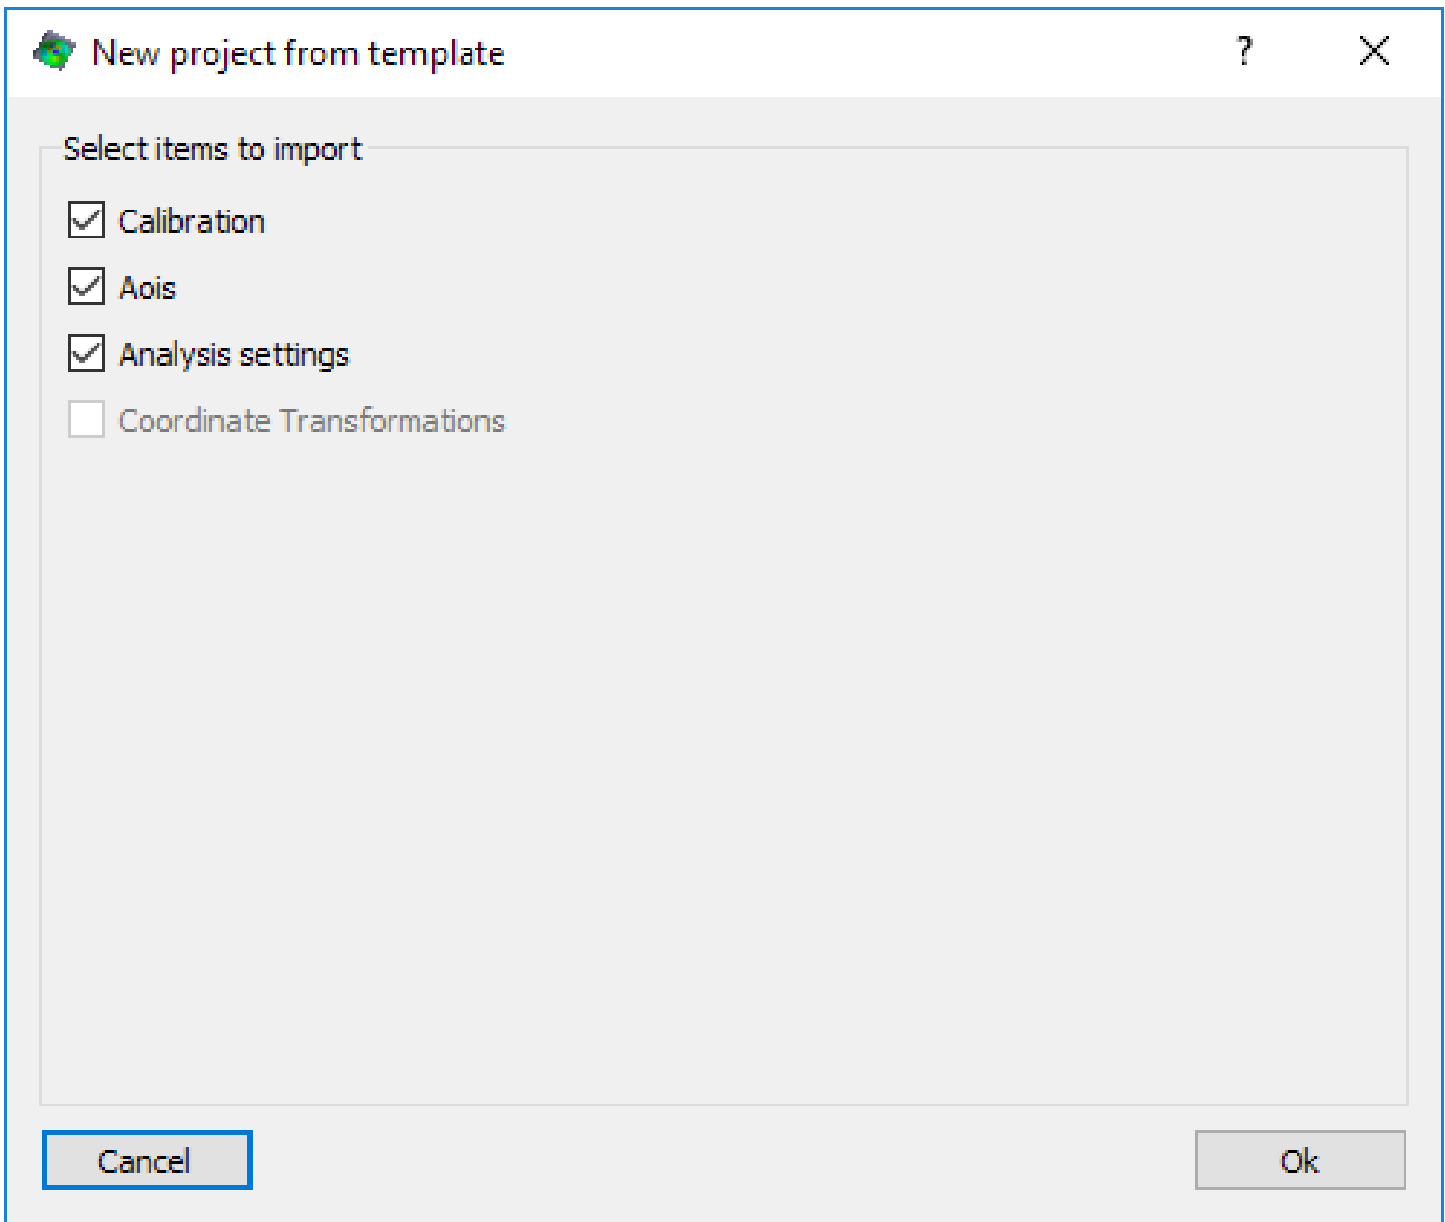 New project from template
?
Select items to import
Calibration
Aois
Analysis settings
Coordinate Transformations
Cancel
Ok